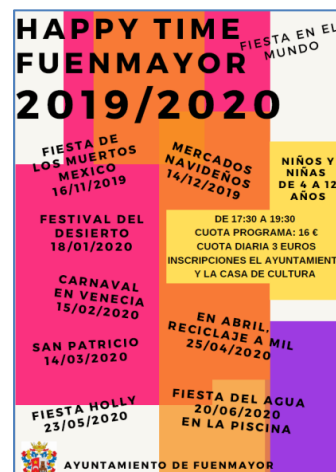 HAPPY TIME
FUENMAYOR
2019/2020
FIESTA EN EL
MUNDO
FIESTA DE
LOS MUERTOS
MEXICO
16/11/2019
MERCADOS
NAVIDEÑOS
14/12/2019
NIÑOS Y
NIÑAS
DE 4 A 12
AÑOS
FESTIVAL DEL
DESIERTO
18/01/2020
DE 17:30 A 19:30
CUOTA PROGRAMA: 16 €
CUOTA DIARIA 3 EUROS
INSCRIPCIONES EL AYUNTAMIENT
Y LA CASA DE CULTURA
CARNAVAL
EN VENECIA
15/02/2020
EN ABRIL,
RECICLAJE A MIL
25/04/2020
SAN PATRICIO
14/03/2020
FIESTA HOLLY
23/05/2020
FIESTA DEL AGUA
20/06/2020
EN LA PISCINA
AYUNTAMIENTO DE FUENMAYOR